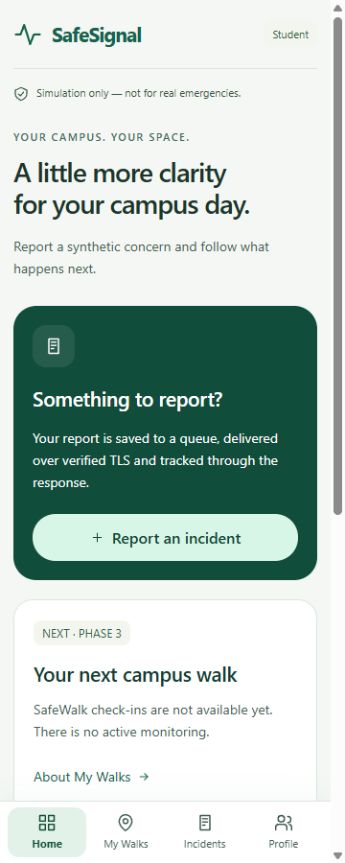 SafeSignal
Student
Simulation only — not for real emergencies.
YOUR CAMPUS. YOUR SPACE.
A little more clarity
for your campus day.
Report a synthetic concern and follow what
happens next.
Something to report?
Your report is saved to a queue, delivered
over verified TLS and tracked through the
response.
+ Report an incident
NEXT · PHASE 3
Your next campus walk
SafeWalk check-ins are not available yet.
There is no active monitoring.
About My Walks →
Home
My Walks
Incidents
Profile